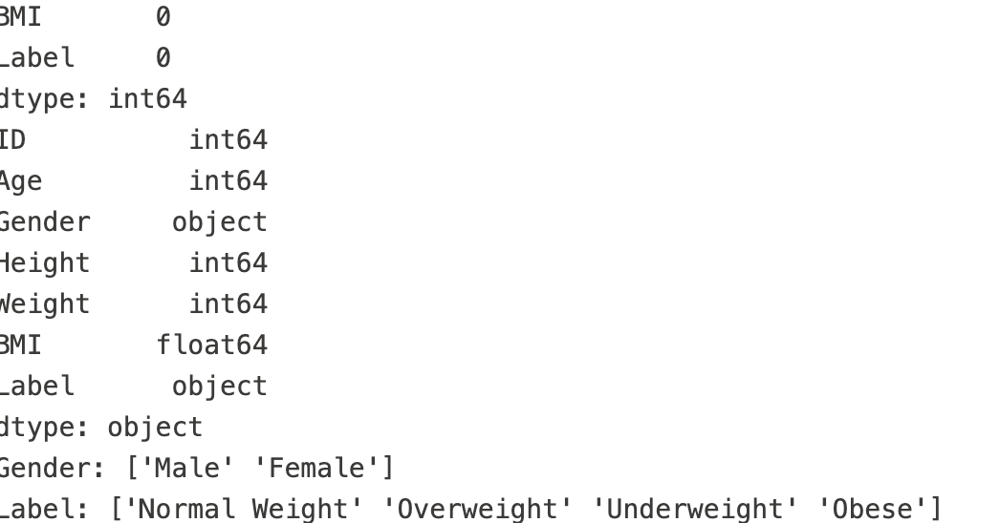 BMI 0
Label 0
dtype: int64
ID int64
Age int64
Gender object
Height int64
Weight int64
BMI float64
Label object
dtype: object
Gender: ['Male' 'Female']
Label: ['Normal Weight' 'Overweight' 'Underweight' 'Obese']